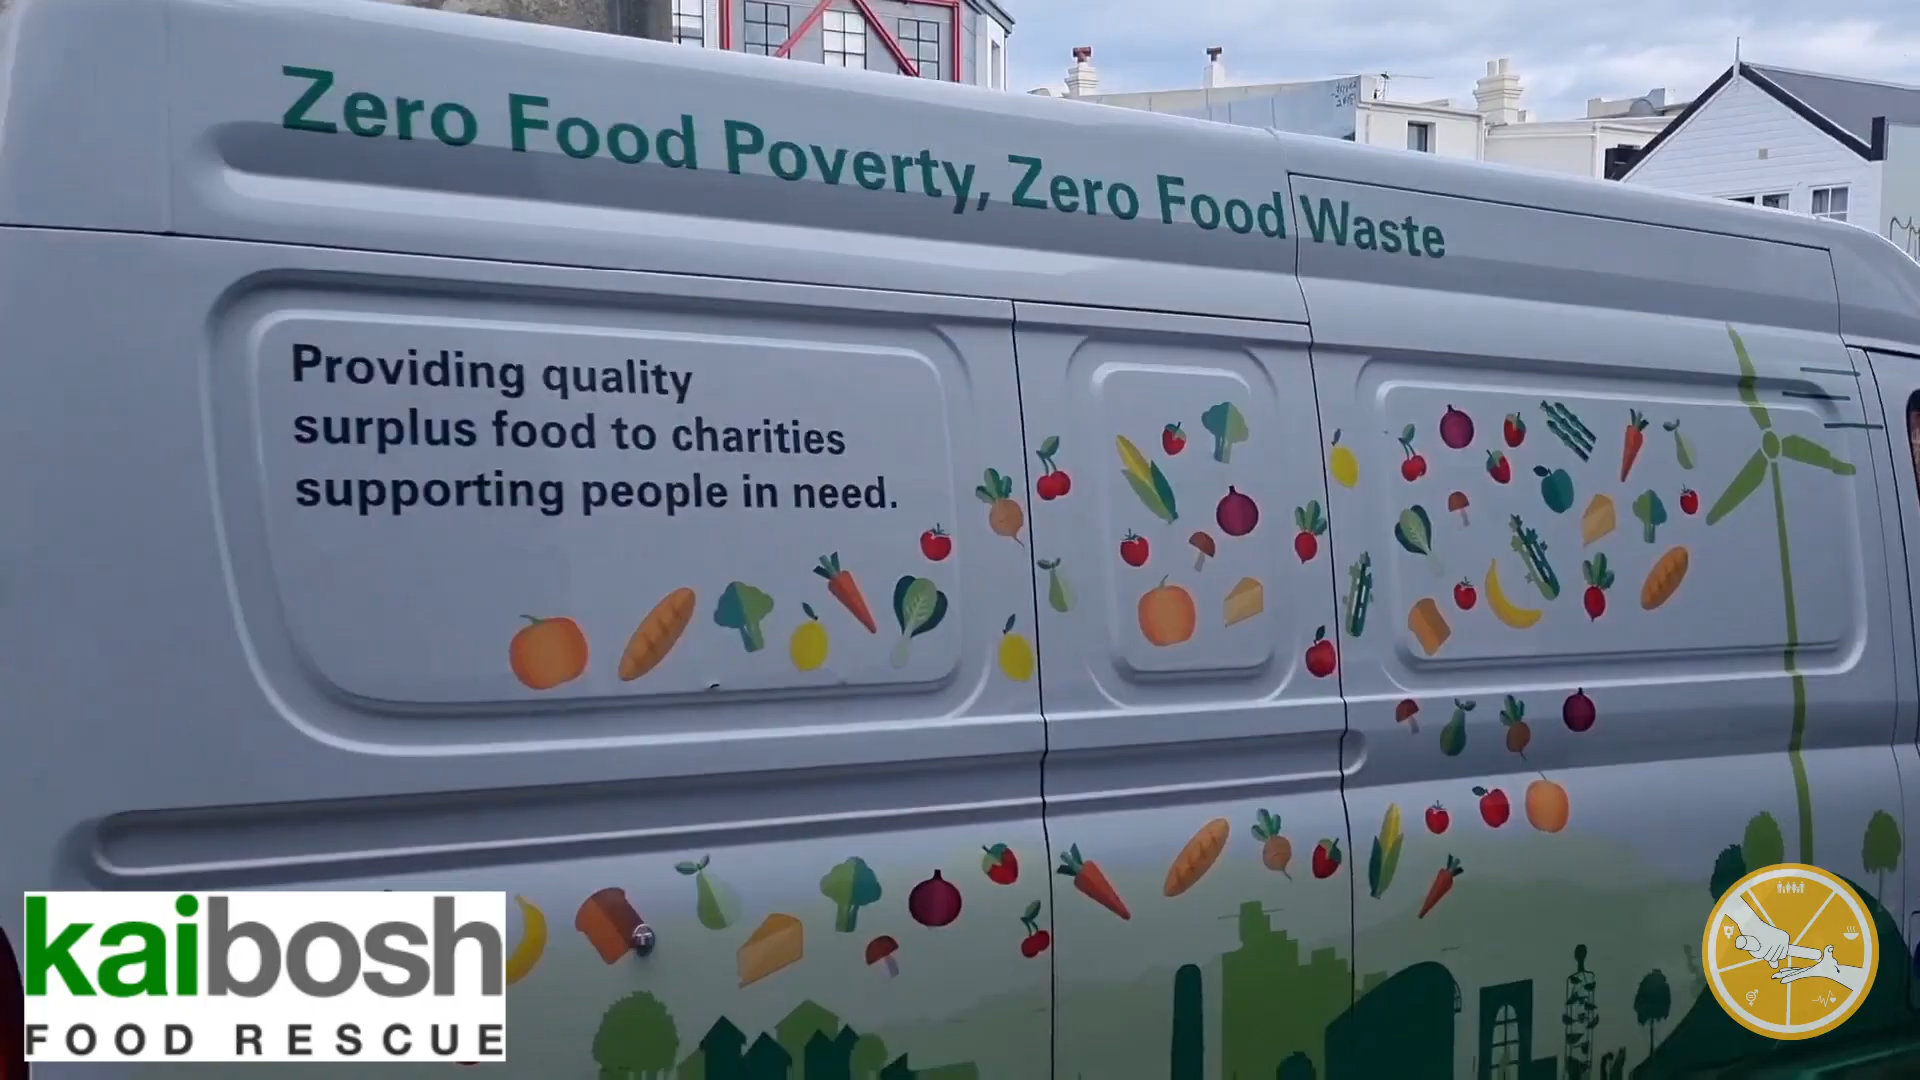 Zero Food Poverty, Zero Food Waste
Providing quality
surplus food to charities
supporting people in need.
kaibosh
FOOD RESCUE